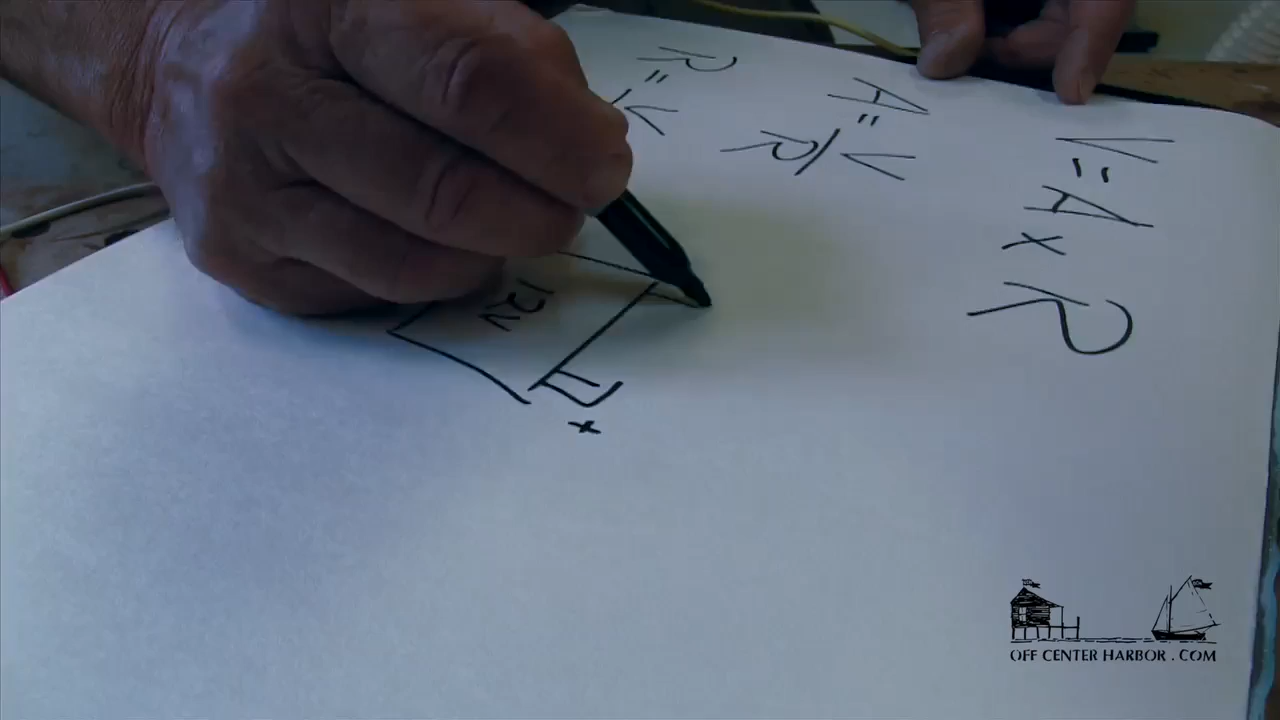 V = A x R
A = V/R
R = V
12V
+
OFF CENTER HARBOR . COM